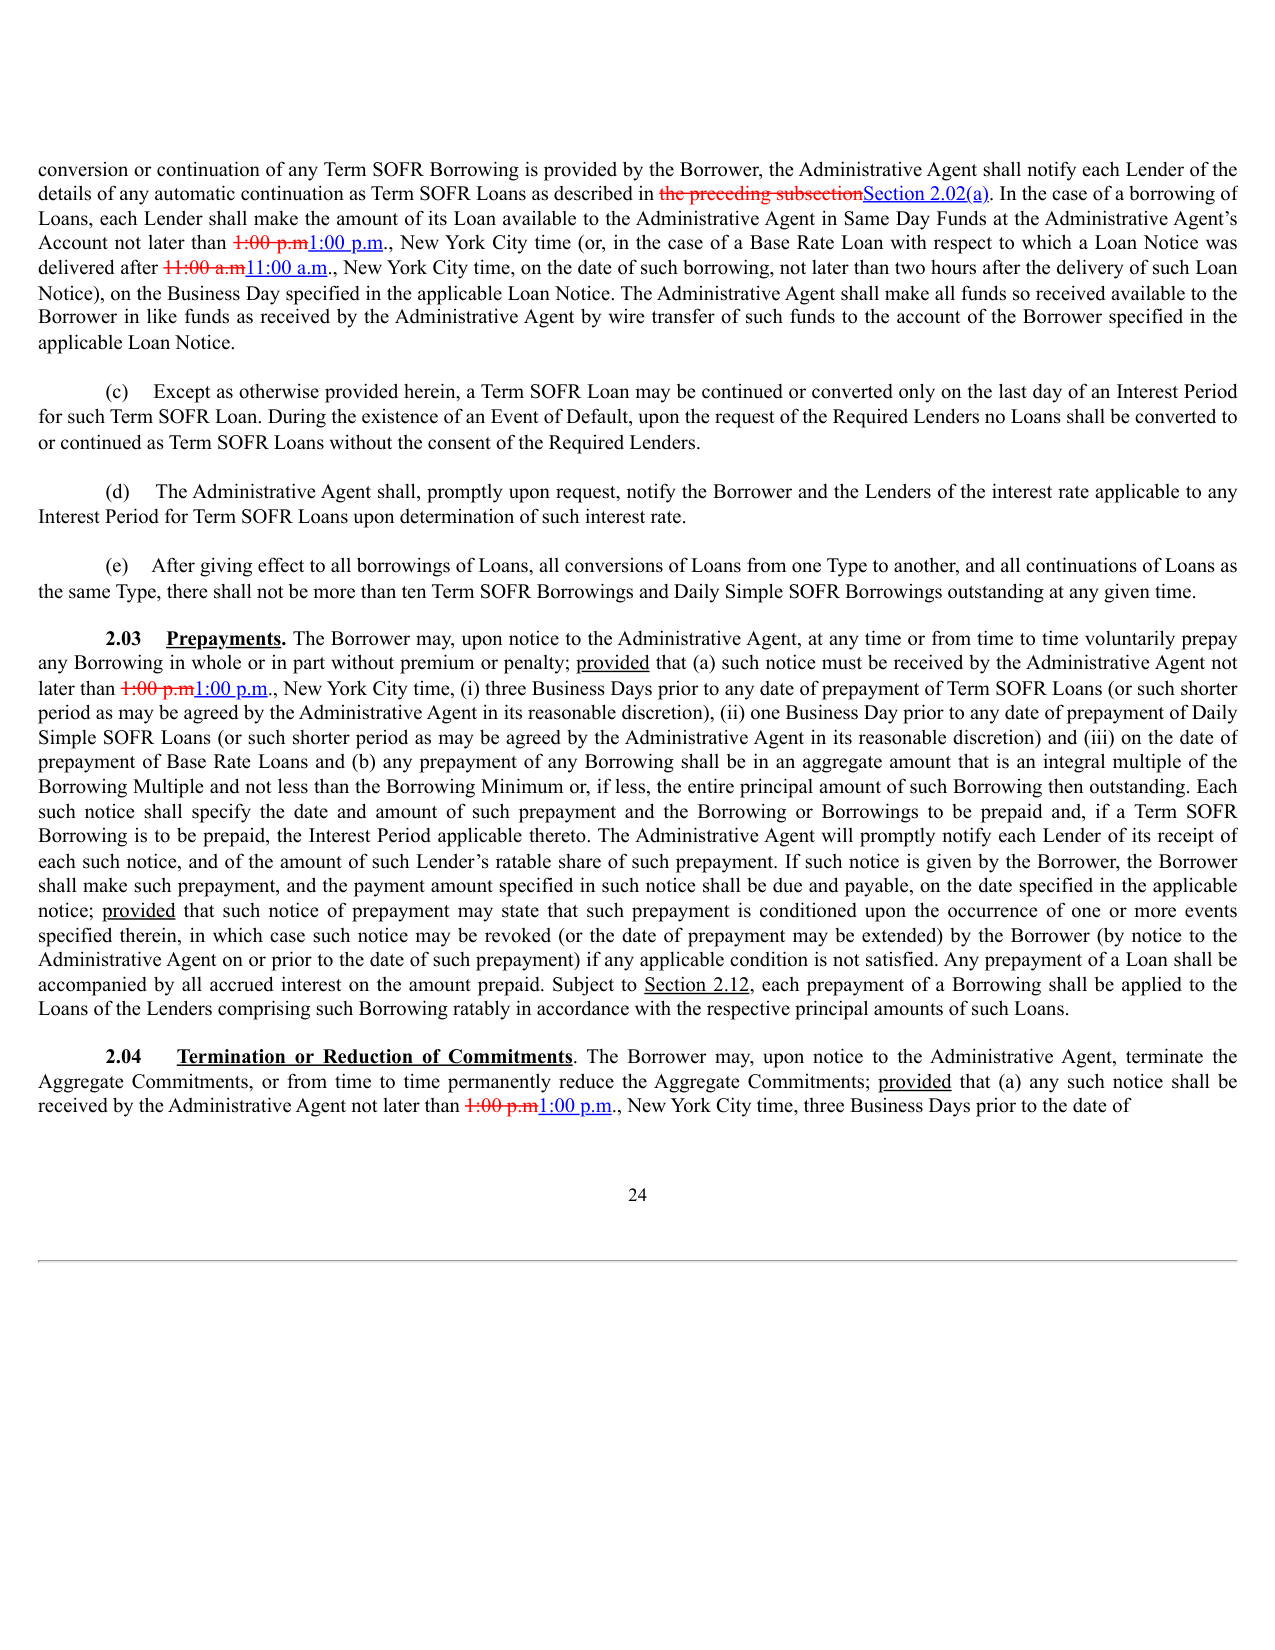 conversion or continuation of any Term SOFR Borrowing is provided by the Borrower, the Administrative Agent shall notify each Lender of the
details of any automatic continuation as Term SOFR Loans as described in the preceding subsectionSection 2.02(a). In the case of a borrowing of
Loans, each Lender shall make the amount of its Loan available to the Administrative Agent in Same Day Funds at the Administrative Agent’s
Account not later than 1:00 p.m1:00 p.m., New York City time (or, in the case of a Base Rate Loan with respect to which a Loan Notice was
delivered after 11:00 a.m11:00 a.m., New York City time, on the date of such borrowing, not later than two hours after the delivery of such Loan
Notice), on the Business Day specified in the applicable Loan Notice. The Administrative Agent shall make all funds so received available to the
Borrower in like funds as received by the Administrative Agent by wire transfer of such funds to the account of the Borrower specified in the
applicable Loan Notice.
(c) Except as otherwise provided herein, a Term SOFR Loan may be continued or converted only on the last day of an Interest Period
for such Term SOFR Loan. During the existence of an Event of Default, upon the request of the Required Lenders no Loans shall be converted to
or continued as Term SOFR Loans without the consent of the Required Lenders.
(d) The Administrative Agent shall, promptly upon request, notify the Borrower and the Lenders of the interest rate applicable to any
Interest Period for Term SOFR Loans upon determination of such interest rate.
(e) After giving effect to all borrowings of Loans, all conversions of Loans from one Type to another, and all continuations of Loans as
the same Type, there shall not be more than ten Term SOFR Borrowings and Daily Simple SOFR Borrowings outstanding at any given time.
2.03 Prepayments. The Borrower may, upon notice to the Administrative Agent, at any time or from time to time voluntarily prepay
any Borrowing in whole or in part without premium or penalty; provided that (a) such notice must be received by the Administrative Agent not
later than 1:00 p.m1:00 p.m., New York City time, (i) three Business Days prior to any date of prepayment of Term SOFR Loans (or such shorter
period as may be agreed by the Administrative Agent in its reasonable discretion), (ii) one Business Day prior to any date of prepayment of Daily
Simple SOFR Loans (or such shorter period as may be agreed by the Administrative Agent in its reasonable discretion) and (iii) on the date of
prepayment of Base Rate Loans and (b) any prepayment of any Borrowing shall be in an aggregate amount that is an integral multiple of the
Borrowing Multiple and not less than the Borrowing Minimum or, if less, the entire principal amount of such Borrowing then outstanding. Each
such notice shall specify the date and amount of such prepayment and the Borrowing or Borrowings to be prepaid and, if a Term SOFR
Borrowing is to be prepaid, the Interest Period applicable thereto. The Administrative Agent will promptly notify each Lender of its receipt of
each such notice, and of the amount of such Lender’s ratable share of such prepayment. If such notice is given by the Borrower, the Borrower
shall make such prepayment, and the payment amount specified in such notice shall be due and payable, on the date specified in the applicable
notice; provided that such notice of prepayment may state that such prepayment is conditioned upon the occurrence of one or more events
specified therein, in which case such notice may be revoked (or the date of prepayment may be extended) by the Borrower (by notice to the
Administrative Agent on or prior to the date of such prepayment) if any applicable condition is not satisfied. Any prepayment of a Loan shall be
accompanied by all accrued interest on the amount prepaid. Subject to Section 2.12, each prepayment of a Borrowing shall be applied to the
Loans of the Lenders comprising such Borrowing ratably in accordance with the respective principal amounts of such Loans.
2.04 Termination or Reduction of Commitments. The Borrower may, upon notice to the Administrative Agent, terminate the
Aggregate Commitments, or from time to time permanently reduce the Aggregate Commitments; provided that (a) any such notice shall be
received by the Administrative Agent not later than 1:00 p.m1:00 p.m., New York City time, three Business Days prior to the date of
24